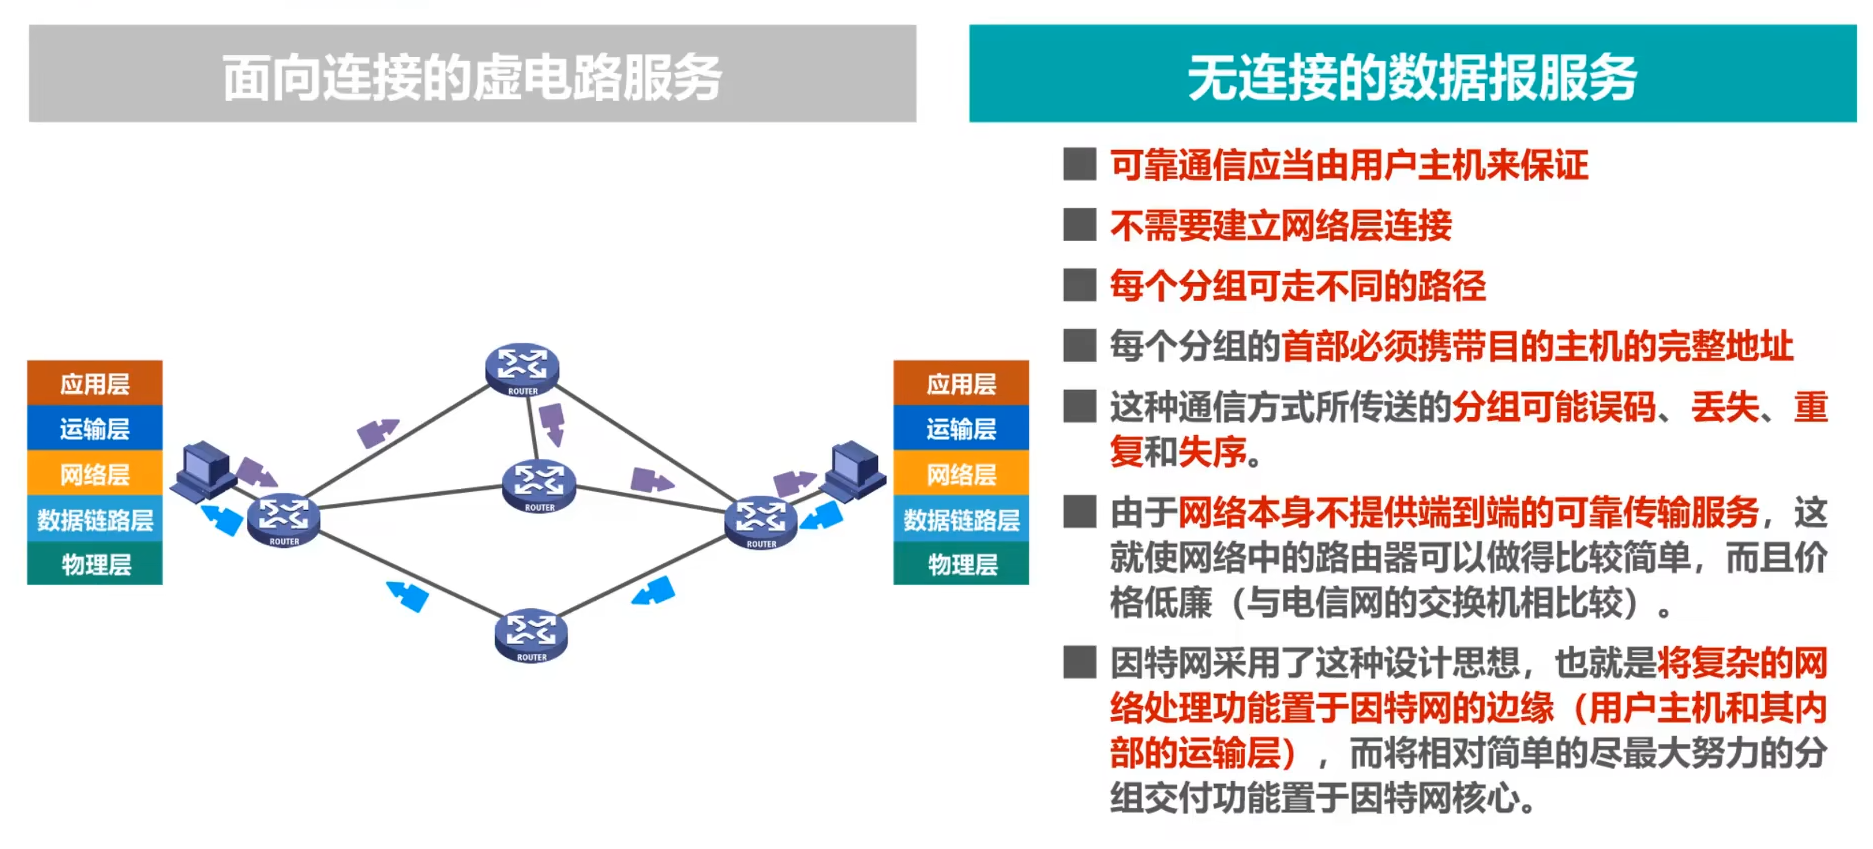 面向连接的虚电路服务
无连接的数据报服务
应用层
运输层
网络层
数据链路层
物理层
ROUTER
ROUTER
ROUTER
ROUTER
ROUTER
应用层
运输层
网络层
数据链路层
物理层
可靠通信应当由用户主机来保证
不需要建立网络层连接
每个分组可走不同的路径
每个分组的首部必须携带目的主机的完整地址
这种通信方式所传送的分组可能误码、丢失、重
复和失序。
由于网络本身不提供端到端的可靠传输服务，这
就使网络中的路由器可以做得比较简单，而且价
格低廉（与电信网的交换机相比较）。
因特网采用了这种设计思想，也就是将复杂的网
络处理功能置于因特网的边缘（用户主机和其内
部的运输层），而将相对简单的尽最大努力的分
组交付功能置于因特网核心。